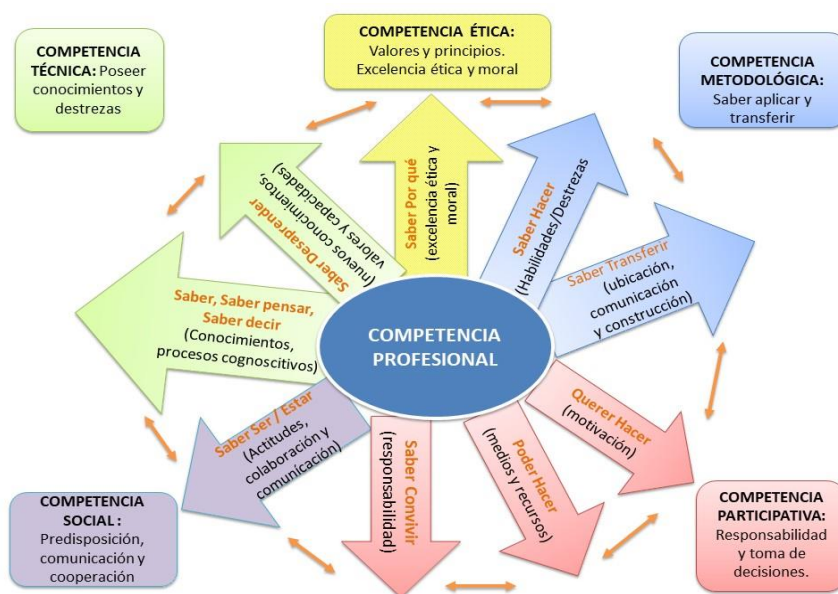 COMPETENCIA
TÉCNICA: Poseer
conocimientos y
destrezas
COMPETENCIA ÉTICA:
Valores y principios.
Excelencia ética y moral
COMPETENCIA
METODOLÓGICA:
Saber aplicar y
transferir
Saber Desaprender
(nuevos conocimientos,
valores y capacidades)
Saber Por qué
(excelencia ética y
moral)
Saber Hacer
(Habilidades/Destrezas
Saber Transferir
(ubicación,
comunicación
y construcción)
Saber, Saber pensar,
Saber decir
(Conocimientos,
procesos cognoscitivos)
COMPETENCIA
PROFESIONAL
Saber Ser / Estar
(Actitudes,
colaboración y
comunicación)
Saber Convivir
(responsabilidad)
Poder Hacer
(medios y recursos)
Querer Hacer
(motivación)
COMPETENCIA
SOCIAL :
Predisposición,
comunicación y
cooperación
COMPETENCIA
PARTICIPATIVA:
Responsabilidad
y toma de
decisiones.